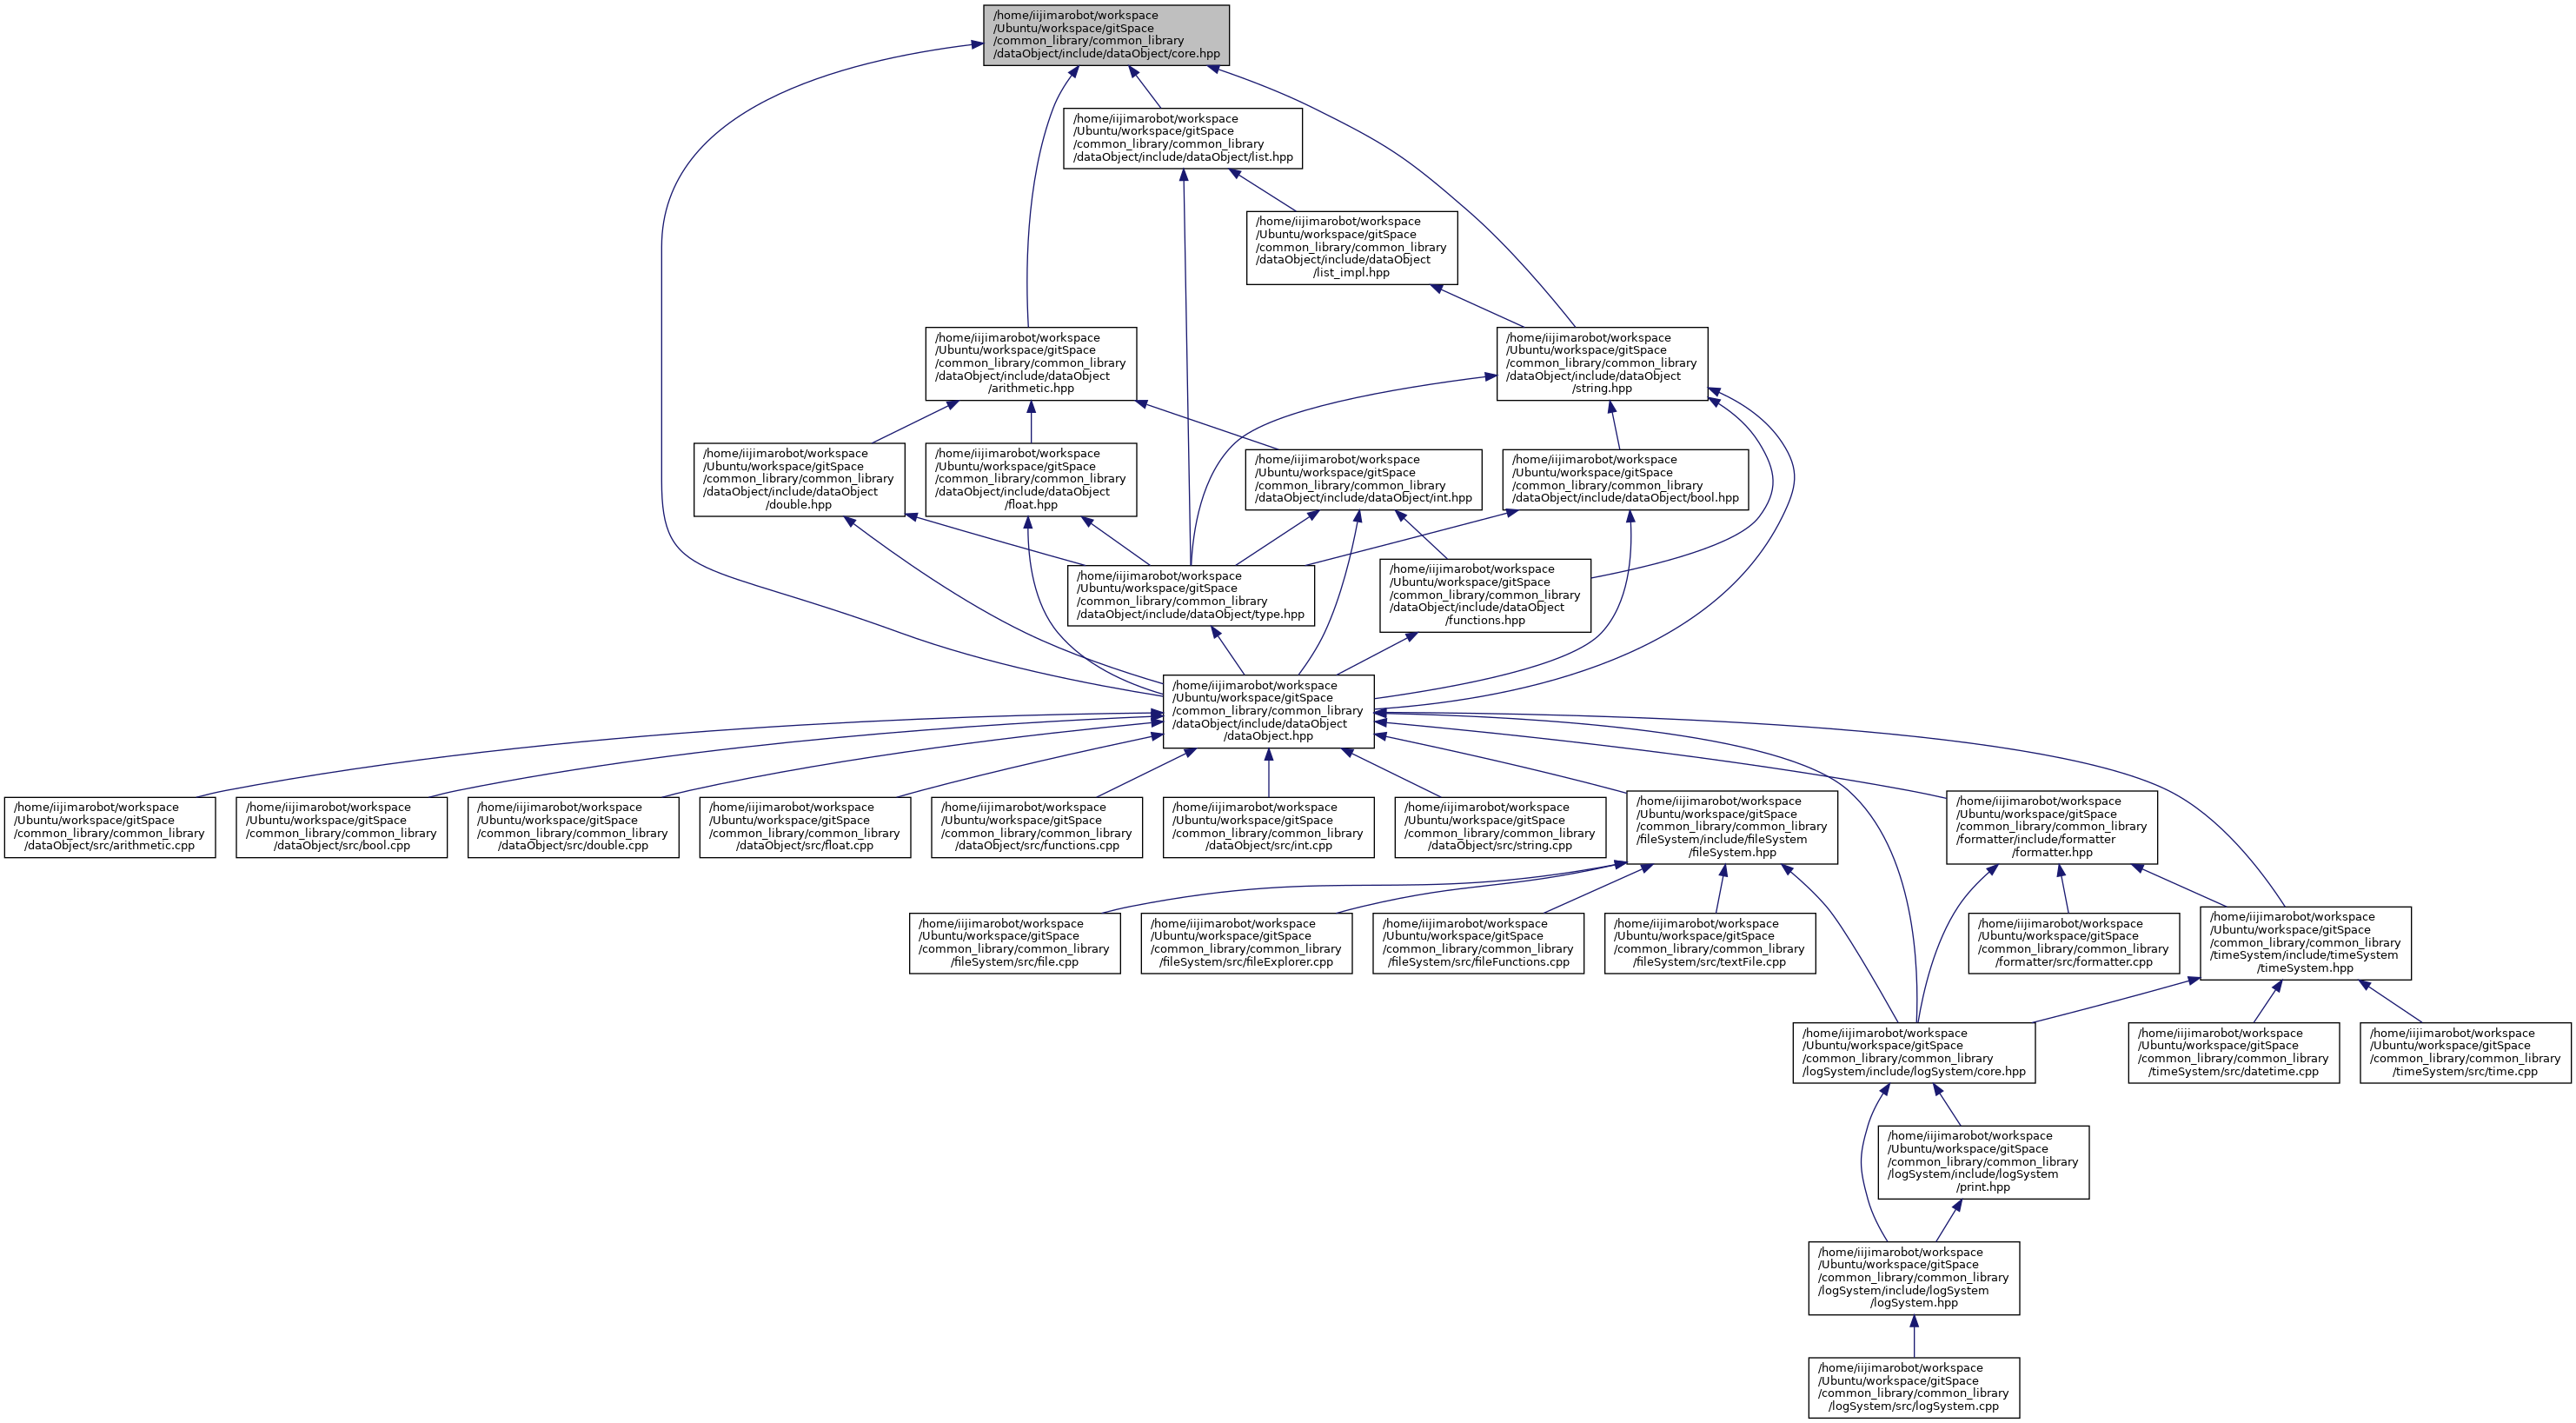 /home/iijimarobot/workspace
/Ubuntu/workspace/gitSpace
/common_library/common_library
/dataObject/include/dataObject/core.hpp
/home/iijimarobot/workspace
/Ubuntu/workspace/gitSpace
/common_library/common_library
/dataObject/include/dataObject/list.hpp
/home/iijimarobot/workspace
/Ubuntu/workspace/gitSpace
/common_library/common_library
/dataObject/include/dataObject
/list_impl.hpp
/home/iijimarobot/workspace
/Ubuntu/workspace/gitSpace
/common_library/common_library
/dataObject/include/dataObject
/arithmetic.hpp
/home/iijimarobot/workspace
/Ubuntu/workspace/gitSpace
/common_library/common_library
/dataObject/include/dataObject
/string.hpp
/home/iijimarobot/workspace
/Ubuntu/workspace/gitSpace
/common_library/common_library
/dataObject/include/dataObject
/double.hpp
/home/iijimarobot/workspace
/Ubuntu/workspace/gitSpace
/common_library/common_library
/dataObject/include/dataObject
/float.hpp
/home/iijimarobot/workspace
/Ubuntu/workspace/gitSpace
/common_library/common_library
/dataObject/include/dataObject/int.hpp
/home/iijimarobot/workspace
/Ubuntu/workspace/gitSpace
/common_library/common_library
/dataObject/include/dataObject/bool.hpp
/home/iijimarobot/workspace
/Ubuntu/workspace/gitSpace
/common_library/common_library
/dataObject/include/dataObject/type.hpp
/home/iijimarobot/workspace
/Ubuntu/workspace/gitSpace
/common_library/common_library
/dataObject/include/dataObject
/functions.hpp
/home/iijimarobot/workspace
/Ubuntu/workspace/gitSpace
/common_library/common_library
/dataObject/include/dataObject
/dataObject.hpp
/home/iijimarobot/workspace
/Ubuntu/workspace/gitSpace
/common_library/common_library
/dataObject/src/arithmetic.cpp
/home/iijimarobot/workspace
/Ubuntu/workspace/gitSpace
/common_library/common_library
/dataObject/src/bool.cpp
/home/iijimarobot/workspace
/Ubuntu/workspace/gitSpace
/common_library/common_library
/dataObject/src/double.cpp
/home/iijimarobot/workspace
/Ubuntu/workspace/gitSpace
/common_library/common_library
/dataObject/src/float.cpp
/home/iijimarobot/workspace
/Ubuntu/workspace/gitSpace
/common_library/common_library
/dataObject/src/functions.cpp
/home/iijimarobot/workspace
/Ubuntu/workspace/gitSpace
/common_library/common_library
/dataObject/src/int.cpp
/home/iijimarobot/workspace
/Ubuntu/workspace/gitSpace
/common_library/common_library
/dataObject/src/string.cpp
/home/iijimarobot/workspace
/Ubuntu/workspace/gitSpace
/common_library/common_library
/fileSystem/include/fileSystem
/fileSystem.hpp
/home/iijimarobot/workspace
/Ubuntu/workspace/gitSpace
/common_library/common_library
/formatter/include/formatter
/formatter.hpp
/home/iijimarobot/workspace
/Ubuntu/workspace/gitSpace
/common_library/common_library
/fileSystem/src/file.cpp
/home/iijimarobot/workspace
/Ubuntu/workspace/gitSpace
/common_library/common_library
/fileSystem/src/fileExplorer.cpp
/home/iijimarobot/workspace
/Ubuntu/workspace/gitSpace
/common_library/common_library
/fileSystem/src/fileFunctions.cpp
/home/iijimarobot/workspace
/Ubuntu/workspace/gitSpace
/common_library/common_library
/fileSystem/src/textFile.cpp
/home/iijimarobot/workspace
/Ubuntu/workspace/gitSpace
/common_library/common_library
/formatter/src/formatter.cpp
/home/iijimarobot/workspace
/Ubuntu/workspace/gitSpace
/common_library/common_library
/timeSystem/include/timeSystem
/timeSystem.hpp
/home/iijimarobot/workspace
/Ubuntu/workspace/gitSpace
/common_library/common_library
/logSystem/include/logSystem/core.hpp
/home/iijimarobot/workspace
/Ubuntu/workspace/gitSpace
/common_library/common_library
/timeSystem/src/datetime.cpp
/home/iijimarobot/workspace
/Ubuntu/workspace/gitSpace
/common_library/common_library
/timeSystem/src/time.cpp
/home/iijimarobot/workspace
/Ubuntu/workspace/gitSpace
/common_library/common_library
/logSystem/include/logSystem
/print.hpp
/home/iijimarobot/workspace
/Ubuntu/workspace/gitSpace
/common_library/common_library
/logSystem/include/logSystem
/logSystem.hpp
/home/iijimarobot/workspace
/Ubuntu/workspace/gitSpace
/common_library/common_library
/logSystem/src/logSystem.cpp